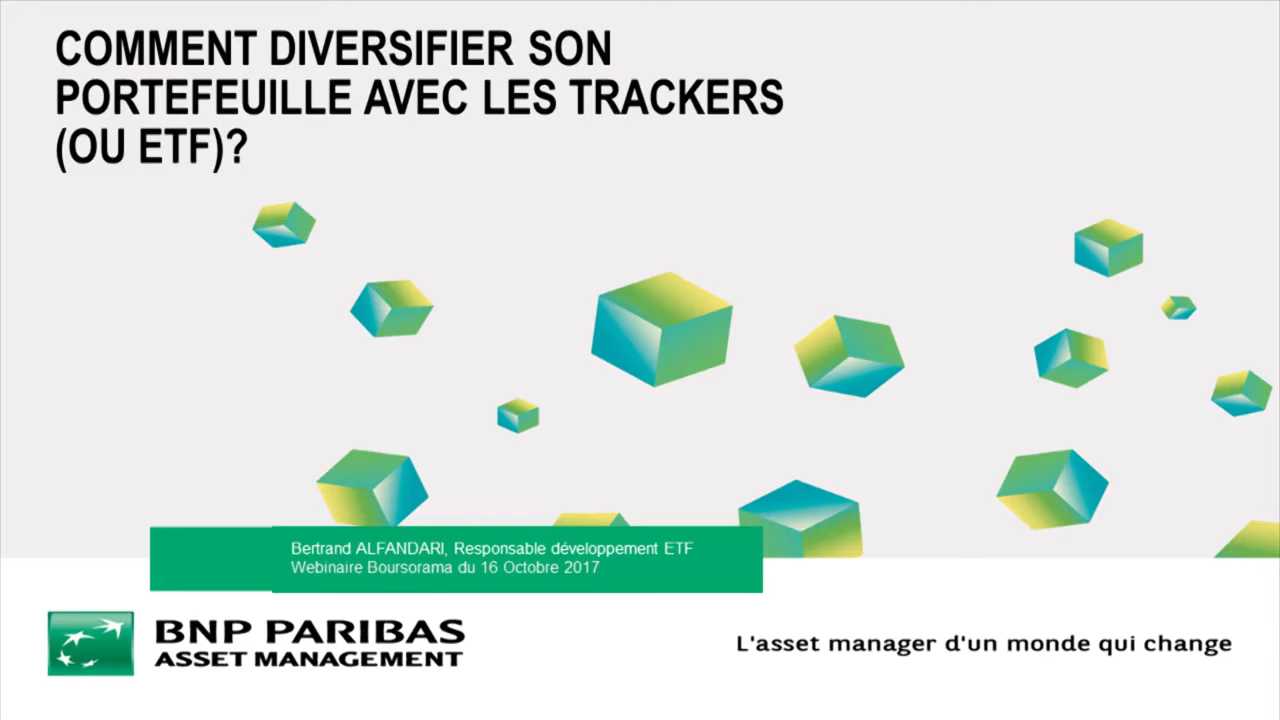 COMMENT DIVERSIFIER SON
PORTEFEUILLE AVEC LES TRACKERS
(OU ETF)?
Bertrand ALFANDARI, Responsable développement ETF
Webinaire Boursorama du 16 Octobre 2017
BNP PARIBAS
ASSET MANAGEMENT
L'asset manager d'un monde qui change